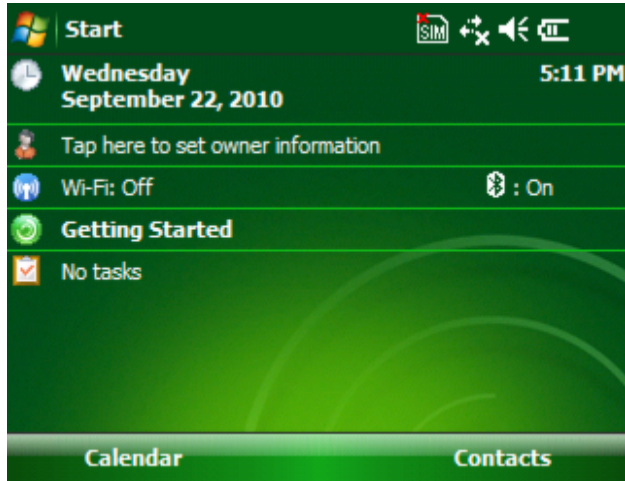 Start
SIM
Wednesday
5:11 PM
September 22, 2010
Tap here to set owner information
Wi-Fi: Off
: On
Getting Started
No tasks
Calendar
Contacts